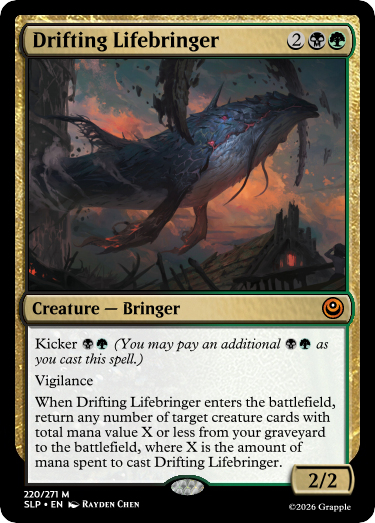 Drifting Lifebringer 2
Creature — Bringer
Kicker (You may pay an additional as
you cast this spell.)
Vigilance
When Drifting Lifebringer enters the battlefield,
return any number of target creature cards with
total mana value X or less from your graveyard
to the battlefield, where X is the amount of
mana spent to cast Drifting Lifebringer.
2/2
220/271 M
SLP • EN Rayden Chen
©2026 Grapple